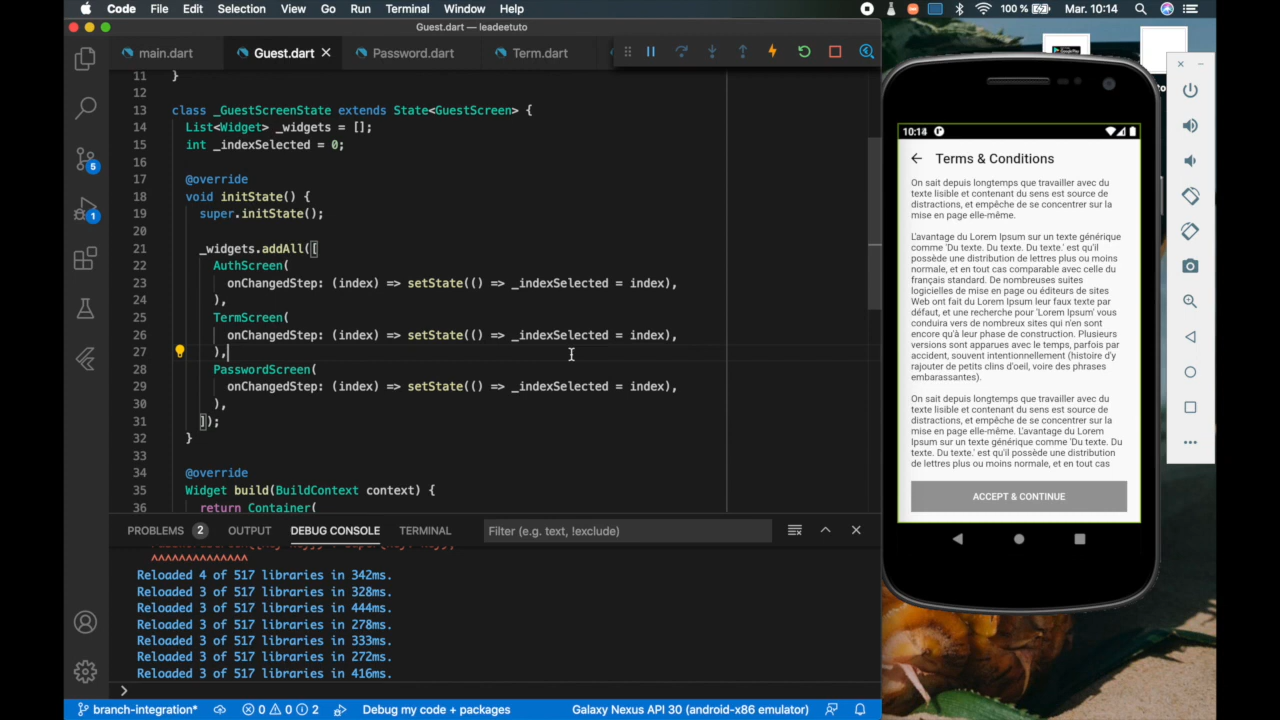 Code File Edit Selection View Go Run Terminal Window Help
100 % Mar. 10:14
Guest.dart — leadeetuto
main.dart Guest.dart Password.dart Term.dart
11 }
12
13 class _GuestScreenState extends State<GuestScreen> {
14 List<Widget> _widgets = [];
15 int _indexSelected = 0;
16
17 @override
18 void initState() {
19 super.initState();
20
21 _widgets.addAll([
22 AuthScreen(
23 onChangedStep: (index) => setState(() => _indexSelected = index),
24 ),
25 TermScreen(
26 onChangedStep: (index) => setState(() => _indexSelected = index),
27 ),
28 PasswordScreen(
29 onChangedStep: (index) => setState(() => _indexSelected = index),
30 ),
31 ]);
32 }
33
34 @override
35 Widget build(BuildContext context) {
36 return Container(
5
1
PROBLEMS 2 OUTPUT DEBUG CONSOLE TERMINAL Filter (e.g. text, !exclude)
^^^^^^^^^^^^^^
Reloaded 4 of 517 libraries in 342ms.
Reloaded 3 of 517 libraries in 328ms.
Reloaded 3 of 517 libraries in 444ms.
Reloaded 3 of 517 libraries in 278ms.
Reloaded 3 of 517 libraries in 333ms.
Reloaded 3 of 517 libraries in 272ms.
Reloaded 3 of 517 libraries in 416ms.
branch-integration* 0 0 2 Debug my code + packages Galaxy Nexus API 30 (android-x86 emulator)
10:14
Terms & Conditions
On sait depuis longtemps que travailler avec du
texte lisible et contenant du sens est source de
distractions, et empêche de se concentrer sur la
mise en page elle-même.
L'avantage du Lorem Ipsum sur un texte générique
comme 'Du texte. Du texte. Du texte.' est qu'il
possède une distribution de lettres plus ou moins
normale, et en tout cas comparable avec celle du
français standard. De nombreuses suites
logicielles de mise en page ou éditeurs de sites
Web ont fait du Lorem Ipsum leur faux texte par
défaut, et une recherche pour 'Lorem Ipsum' vous
conduira vers de nombreux sites qui n'en sont
encore qu'à leur phase de construction. Plusieurs
versions sont apparues avec le temps, parfois par
accident, souvent intentionnellement (histoire d'y
rajouter de petits clins d'oeil, voire des phrases
embarassantes).
On sait depuis longtemps que travailler avec du
texte lisible et contenant du sens est source de
distractions, et empêche de se concentrer sur la
mise en page elle-même. L'avantage du Lorem
Ipsum sur un texte générique comme 'Du texte. Du
texte. Du texte.' est qu'il possède une distribution
de lettres plus ou moins normale, et en tout cas
ACCEPT & CONTINUE